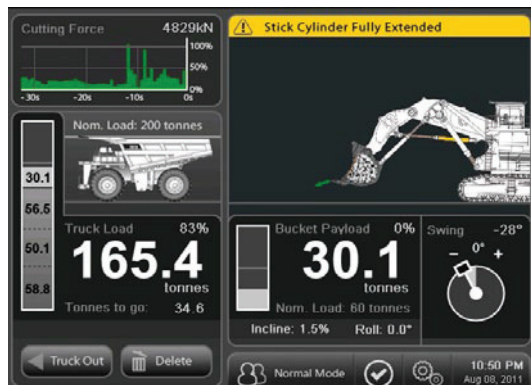 Cutting Force 4829kN
100%
50%
0%
-30s -20s -10s 0s
Nom. Load: 200 tonnes
30.1
56.5
50.1
58.8
Truck Load 83%
165.4
tonnes
Tonnes to go: 34.6
Truck Out
Delete
Stick Cylinder Fully Extended
Bucket Payload 0%
30.1
tonnes
Nom. Load: 60 tonnes
Incline: 1.5% Roll: 0.0°
Swing -28°
0°
- +
Normal Mode
10:50 PM
Aug 08, 2011